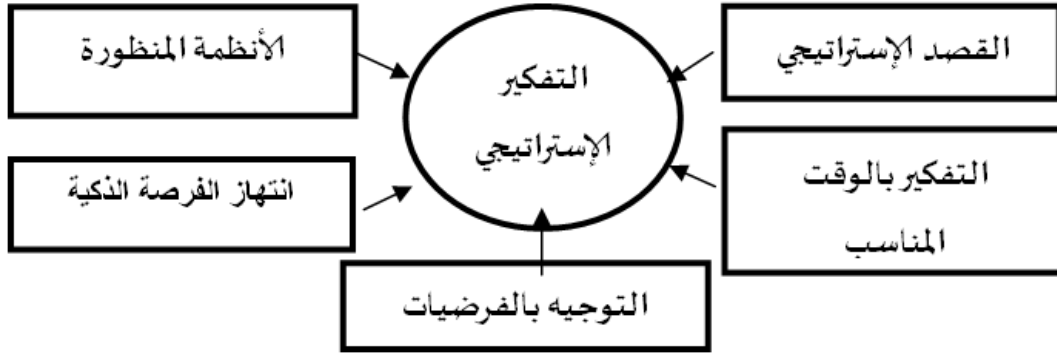 القصد الإستراتيجي
الأنظمة المنظورة
التفكير
الإستراتيجي
التفكير بالوقت
المناسب
انتهاز الفرصة الذكية
التوجيه بالفرضيات